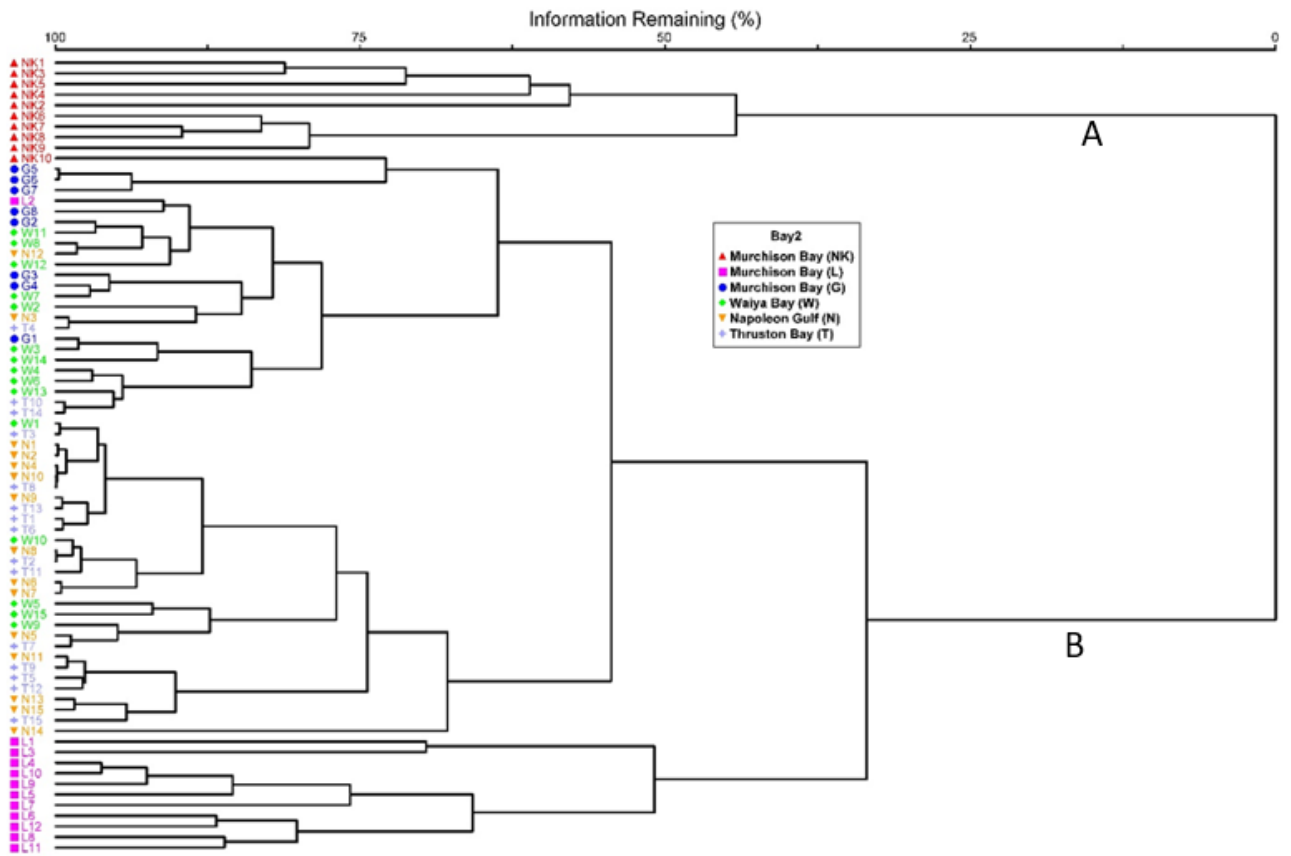 Information Remaining (%)
100 75 50 25 0
NK1
NK3
NK5
NK4
NK2
NK6
NK7
NK8
NK9
NK10
G5
G6
G7
L2
G8
G2
W11
W8
N12
W12
G3
G4
W7
W2
N3
T4
G1
W3
W14
W4
W6
W13
T10
T14
W1
T3
N1
N2
N4
N10
T8
N9
T13
T1
T6
W10
N8
T2
T11
N6
N7
W5
W15
W9
N5
T7
N11
T9
T5
T12
N13
N15
T15
N14
L1
L3
L4
L10
L9
L5
L7
L6
L12
L8
L11
A
Bay2
Murchison Bay (NK)
Murchison Bay (L)
Murchison Bay (G)
Waiya Bay (W)
Napoleon Gulf (N)
Thruston Bay (T)
B